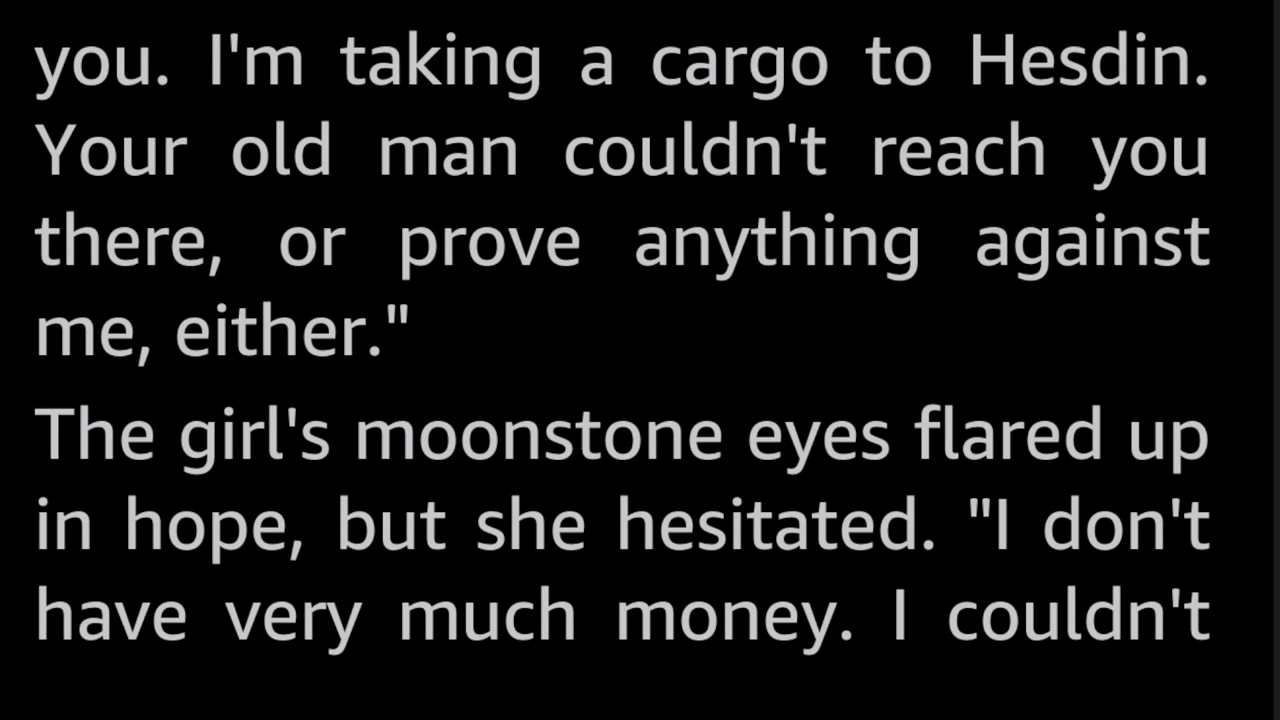 you. I'm taking a cargo to Hesdin.
Your old man couldn't reach you
there, or prove anything against
me, either."
The girl's moonstone eyes flared up
in hope, but she hesitated. "I don't
have very much money. I couldn't